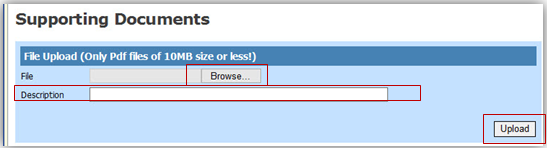 Supporting Documents
File Upload (Only Pdf files of 10MB size or less!)
File Browse...
Description
Upload